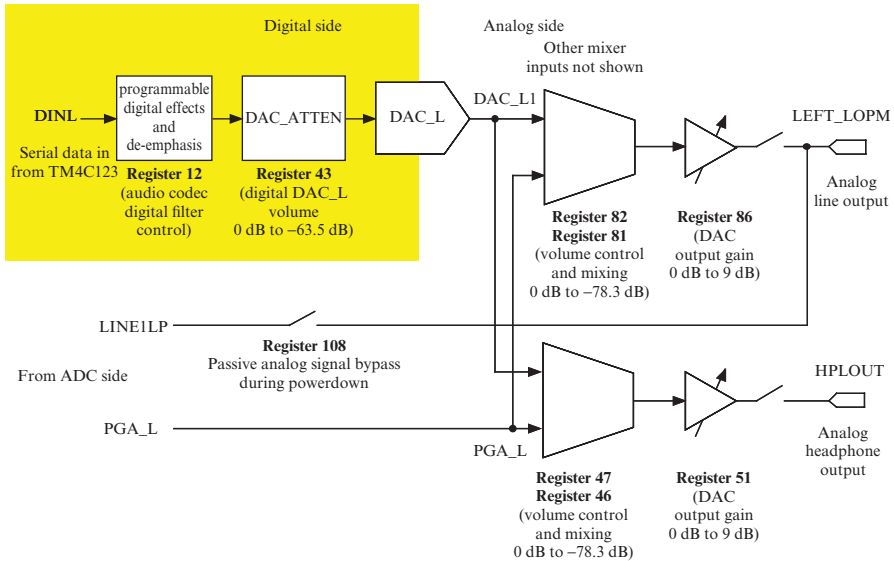 Digital side
Analog side
Other mixer
inputs not shown
DINL
programmable
digital effects
and
de-emphasis
DAC_ATTEN
DAC_L
DAC_L1
LEFT_LOPM
Serial data in
from TM4C123
Register 12
(audio codec
digital filter
control)
Register 43
(digital DAC_L
volume
0 dB to −63.5 dB)
Register 82
Register 81
(volume control
and mixing
0 dB to −78.3 dB)
Register 86
(DAC
output gain
0 dB to 9 dB)
Analog
line output
LINE1LP
Register 108
Passive analog signal bypass
during powerdown
From ADC side
PGA_L
PGA_L
HPLOUT
Analog
headphone
output
Register 47
Register 46
(volume control
and mixing
0 dB to −78.3 dB)
Register 51
(DAC
output gain
0 dB to 9 dB)